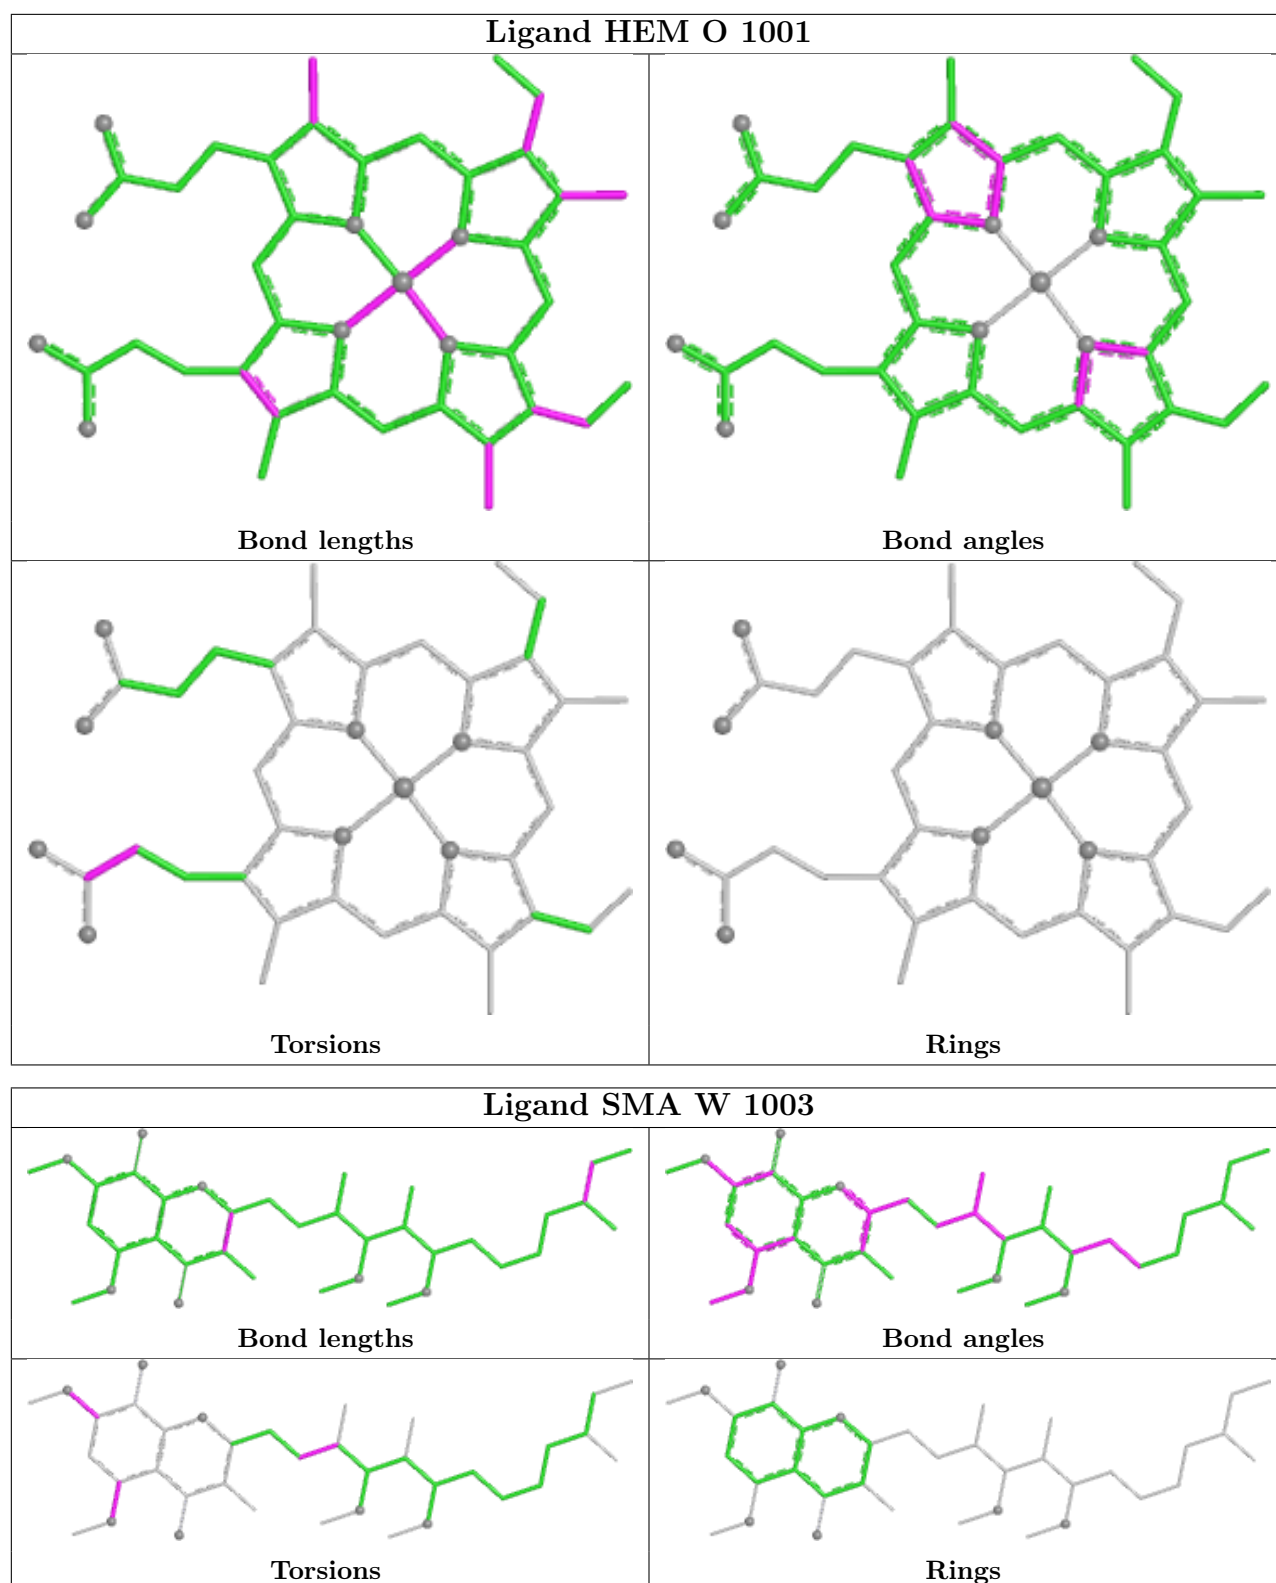 Ligand HEM O 1001
Bond lengths
Bond angles
Torsions
Rings
Ligand SMA W 1003
Bond lengths
Bond angles
Torsions
Rings